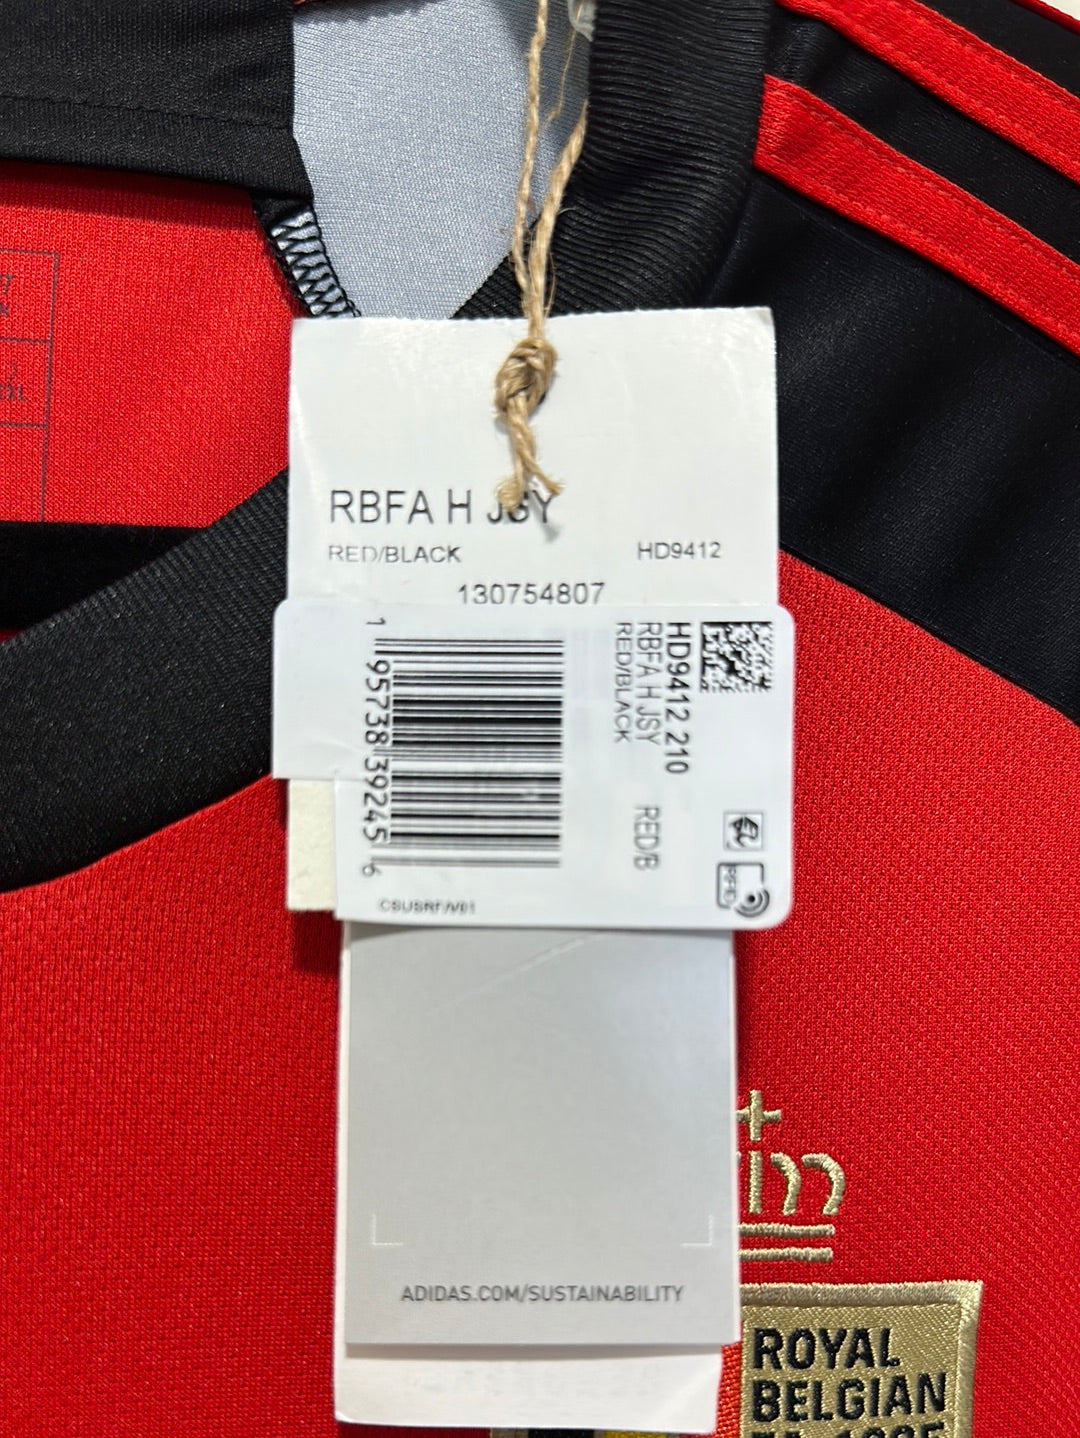 RBFA H JSY
RED/BLACK
HD9412
130754807
HD9412 210
RBFA H JSY
RED/BLACK
RED/B
1 95738 39245 6
RFID
CSUSRF/V01
ADIDAS.COM/SUSTAINABILITY
ROYAL
BELGIAN